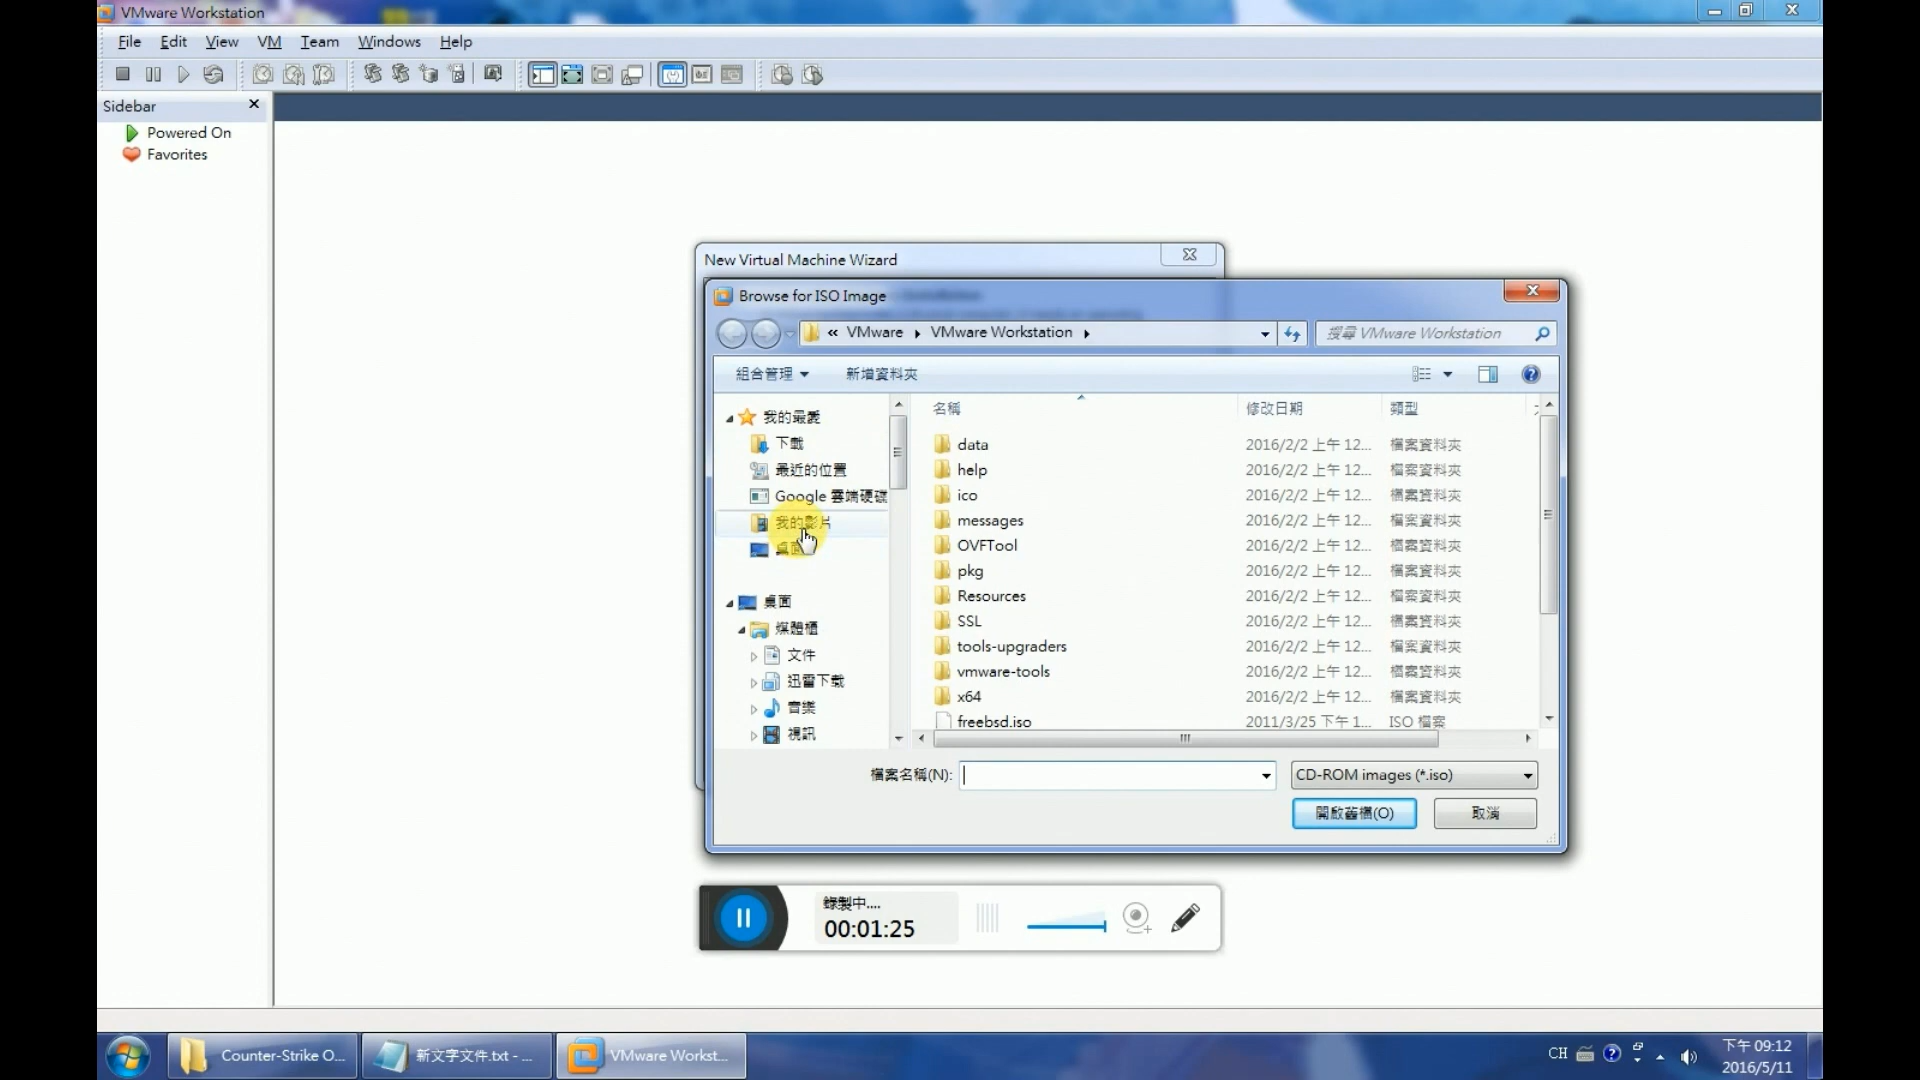 VMware Workstation
File Edit View VM Team Windows Help
Sidebar
Powered On
Favorites
New Virtual Machine Wizard
Browse for ISO Image
« VMware VMware Workstation
搜尋 VMware Workstation
組合管理
新增資料夾
我的最愛
下載
最近的位置
Google 雲端硬碟
我的影片
桌面
桌面
媒體櫃
文件
迅雷下載
音樂
視訊
名稱 修改日期 類型
data 2016/2/2 上午 12... 檔案資料夾
help 2016/2/2 上午 12... 檔案資料夾
ico 2016/2/2 上午 12... 檔案資料夾
messages 2016/2/2 上午 12... 檔案資料夾
OVFTool 2016/2/2 上午 12... 檔案資料夾
pkg 2016/2/2 上午 12... 檔案資料夾
Resources 2016/2/2 上午 12... 檔案資料夾
SSL 2016/2/2 上午 12... 檔案資料夾
tools-upgraders 2016/2/2 上午 12... 檔案資料夾
vmware-tools 2016/2/2 上午 12... 檔案資料夾
x64 2016/2/2 上午 12... 檔案資料夾
freebsd.iso 2011/3/25 下午 1... ISO 檔案
檔案名稱(N):
CD-ROM images (*.iso)
開啟舊檔(O)
取消
錄製中....
00:01:25
Counter-Strike O...
新文字文件.txt - ...
VMware Workst...
CH
下午 09:12
2016/5/11